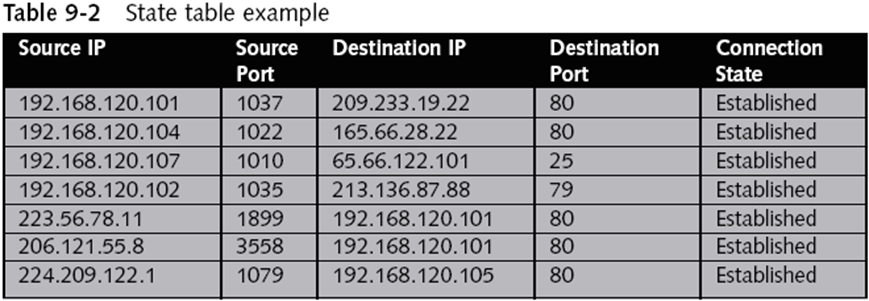 Table 9-2 State table example
Source IP Source Port Destination IP Destination Port Connection State
192.168.120.101 1037 209.233.19.22 80 Established
192.168.120.104 1022 165.66.28.22 80 Established
192.168.120.107 1010 65.66.122.101 25 Established
192.168.120.102 1035 213.136.87.88 79 Established
223.56.78.11 1899 192.168.120.101 80 Established
206.121.55.8 3558 192.168.120.101 80 Established
224.209.122.1 1079 192.168.120.105 80 Established